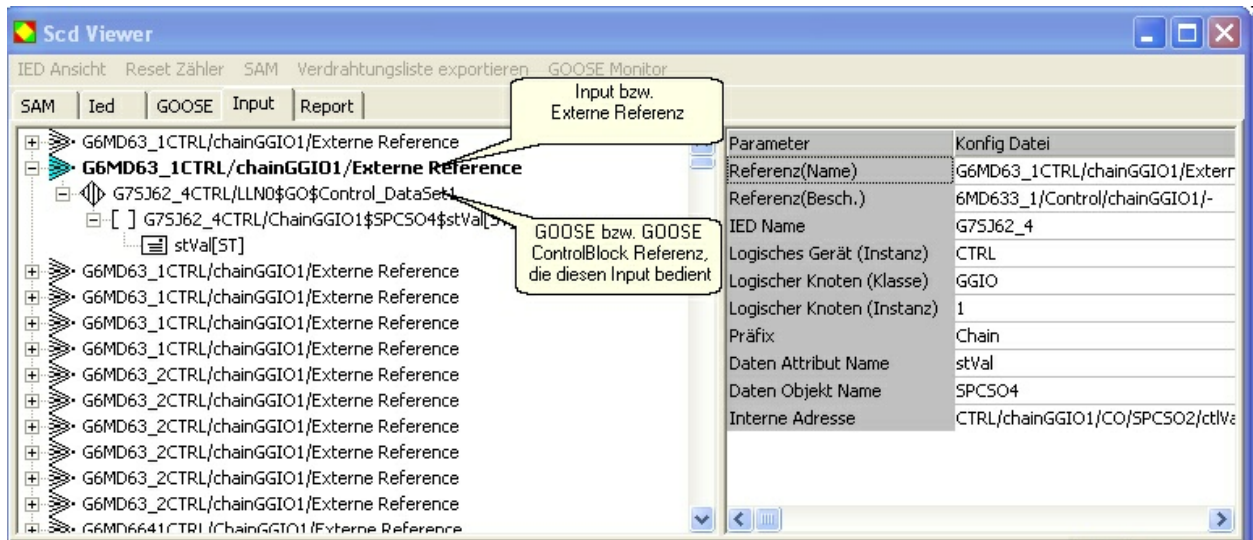 Scd Viewer
IED Ansicht Reset Zähler SAM Verdrahtungsliste exportieren GOOSE Monitor
SAM Ied GOOSE Input Report
Input bzw.
Externe Referenz
G6MD63_1CTRL/chainGGIO1/Externe Reference
G6MD63_1CTRL/chainGGIO1/Externe Reference
G7SJ62_4CTRL/LLN0$GO$Control_DataSet1
G7SJ62_4CTRL/ChainGGIO1$SPCSO4$stVal[ST
stVal[ST]
GOOSE bzw. GOOSE
ControlBlock Referenz,
die diesen Input bedient
G6MD63_1CTRL/chainGGIO1/Externe Reference
G6MD63_1CTRL/chainGGIO1/Externe Reference
G6MD63_1CTRL/chainGGIO1/Externe Reference
G6MD63_1CTRL/chainGGIO1/Externe Reference
G6MD63_2CTRL/chainGGIO1/Externe Reference
G6MD63_2CTRL/chainGGIO1/Externe Reference
G6MD63_2CTRL/chainGGIO1/Externe Reference
G6MD63_2CTRL/chainGGIO1/Externe Reference
G6MD63_2CTRL/chainGGIO1/Externe Reference
G6MD63_2CTRL/chainGGIO1/Externe Reference
G6MD6641CTRL/ChainGGIO1/Externe Reference
Parameter Konfig Datei
Referenz(Name) G6MD63_1CTRL/chainGGIO1/Extern
Referenz(Besch.) 6MD633_1/Control/chainGGIO1/-
IED Name G7SJ62_4
Logisches Gerät (Instanz) CTRL
Logischer Knoten (Klasse) GGIO
Logischer Knoten (Instanz) 1
Präfix Chain
Daten Attribut Name stVal
Daten Objekt Name SPCSO4
Interne Adresse CTRL/chainGGIO1/CO/SPCSO2/ctlVa